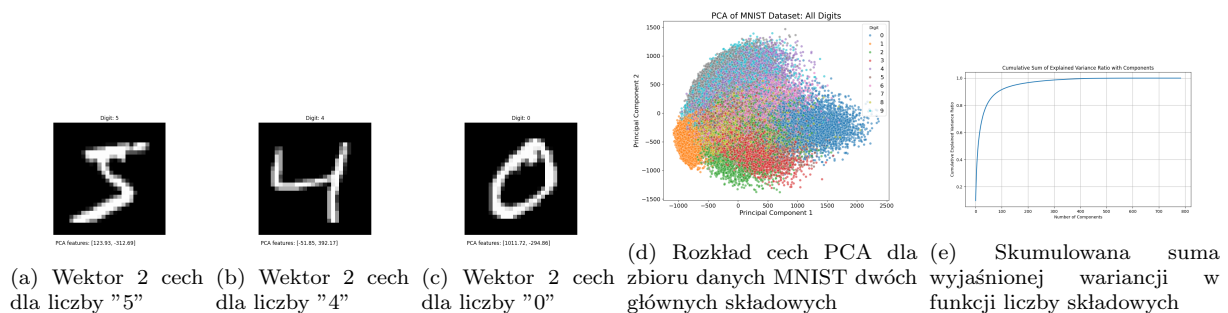 PCA of MNIST Dataset: All Digits
Digit
0
1
2
3
4
5
6
7
8
9
1500
1000
500
0
−500
−1000
−1500
Principal Component 2
−1000 −500 0 500 1000 1500 2000 2500
Principal Component 1
Cumulative Sum of Explained Variance Ratio with Components
1.0
0.8
0.6
0.4
0.2
Cumulative Explained Variance Ratio
0 100 200 300 400 500 600 700 800
Number of Components
Digit: 5
PCA features: [123.93, -312.69]
Digit: 4
PCA features: [-51.85, 392.17]
Digit: 0
PCA features: [1011.72, -294.86]
(a) Wektor 2 cech
dla liczby "5"
(b) Wektor 2 cech
dla liczby "4"
(c) Wektor 2 cech
dla liczby "0"
(d) Rozkład cech PCA dla
zbioru danych MNIST dwóch
głównych składowych
(e) Skumulowana suma
wyjaśnionej wariancji w
funkcji liczby składowych
5
4
0